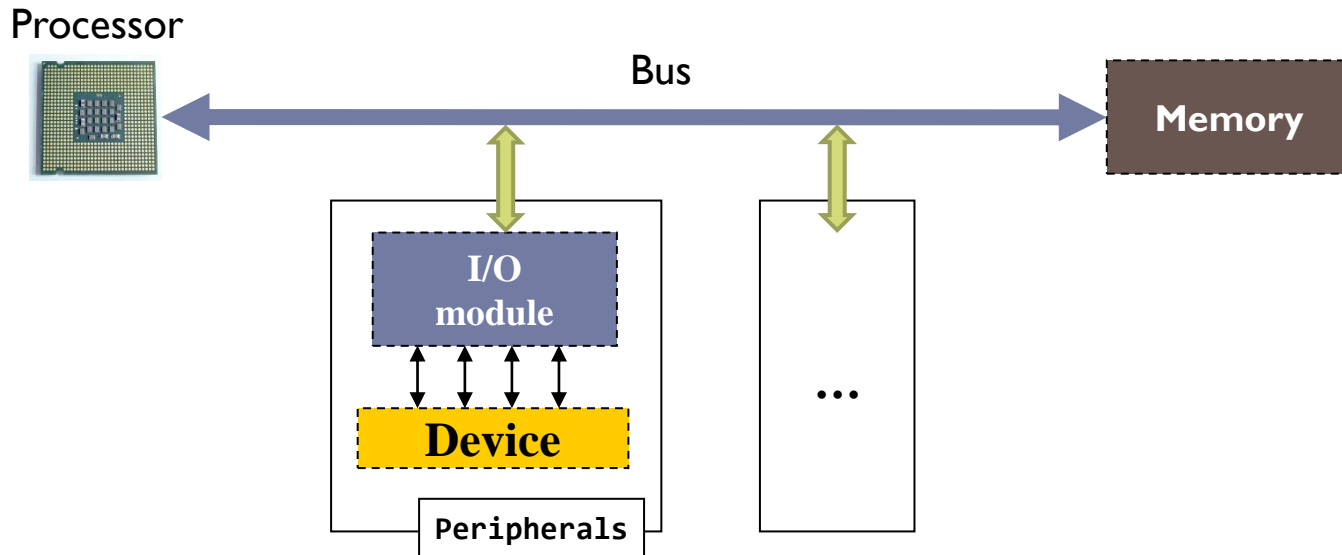 Processor
Bus
Memory
I/O
module
...
Device
Peripherals